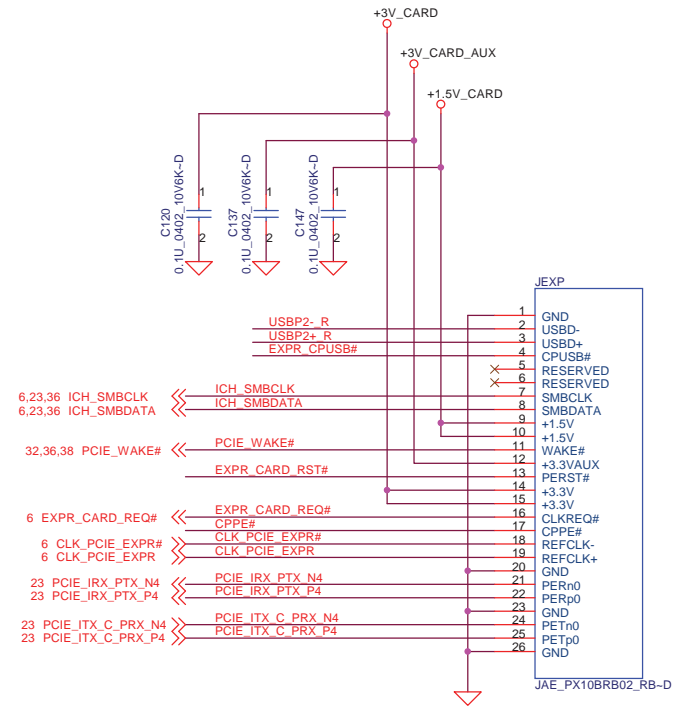 +3V_CARD
+3V_CARD_AUX
+1.5V_CARD
C120
0.1U_0402_10V6K~D
1
2
C137
0.1U_0402_10V6K~D
1
2
C147
0.1U_0402_10V6K~D
1
2
JEXP
1 GND
USBP2-_R 2 USBD-
USBP2+_R 3 USBD+
EXPR_CPUSB# 4 CPUSB#
5 RESERVED
6 RESERVED
6,23,36 ICH_SMBCLK ICH_SMBCLK 7 SMBCLK
6,23,36 ICH_SMBDATA ICH_SMBDATA 8 SMBDATA
9 +1.5V
10 +1.5V
32,36,38 PCIE_WAKE# PCIE_WAKE# 11 WAKE#
12 +3.3VAUX
EXPR_CARD_RST# 13 PERST#
14 +3.3V
15 +3.3V
6 EXPR_CARD_REQ# EXPR_CARD_REQ# 16 CLKREQ#
CPPE# 17 CPPE#
6 CLK_PCIE_EXPR# CLK_PCIE_EXPR# 18 REFCLK-
6 CLK_PCIE_EXPR CLK_PCIE_EXPR 19 REFCLK+
20 GND
23 PCIE_IRX_PTX_N4 PCIE_IRX_PTX_N4 21 PERn0
23 PCIE_IRX_PTX_P4 PCIE_IRX_PTX_P4 22 PERp0
23 GND
23 PCIE_ITX_C_PRX_N4 PCIE_ITX_C_PRX_N4 24 PETn0
23 PCIE_ITX_C_PRX_P4 PCIE_ITX_C_PRX_P4 25 PETp0
26 GND
JAE_PX10BRB02_RB~D